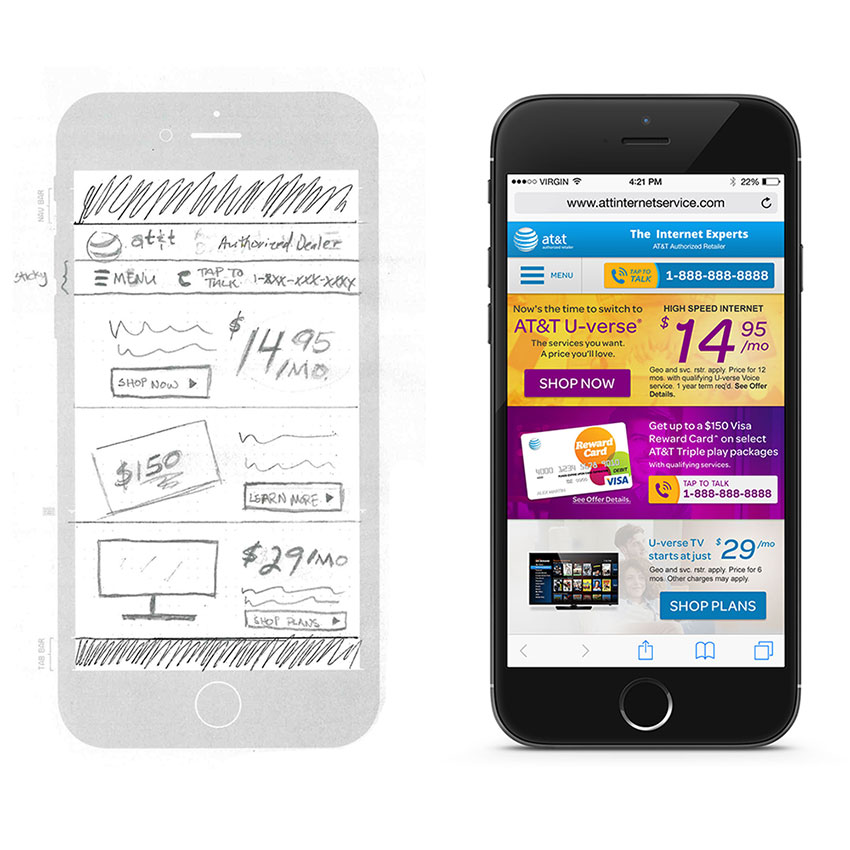 NAV BAR
at&t Authorized Dealer
sticky
MENU TAP TO TALK 1-8XX-XXX-XXXX
$14.95
/MO.
SHOP NOW
$150
LEARN MORE
$29/MO
SHOP PLANS
TAB BAR
VIRGIN 4:21 PM 22%
www.attinternetservice.com
at&t
authorized retailer
The Internet Experts
AT&T Authorized Retailer
MENU
TAP TO
TALK
1-888-888-8888
Now's the time to switch to
AT&T U-verse®
The services you want.
A price you'll love.
SHOP NOW
HIGH SPEED INTERNET
$14 95
/mo
Geo and svc. rstr. apply. Price for 12
mos. with qualifying U-verse Voice
service. 1 year term req'd. See Offer
Details.
Reward
Card
DEBIT
VISA
See Offer Details.
Get up to a $150 Visa
Reward Card* on select
AT&T Triple play packages
With qualifying services.
TAP TO TALK
1-888-888-8888
U-verse TV
starts at just
$29/mo
Geo and svc. rstr. apply. Price for 6
mos. Other charges may apply.
SHOP PLANS